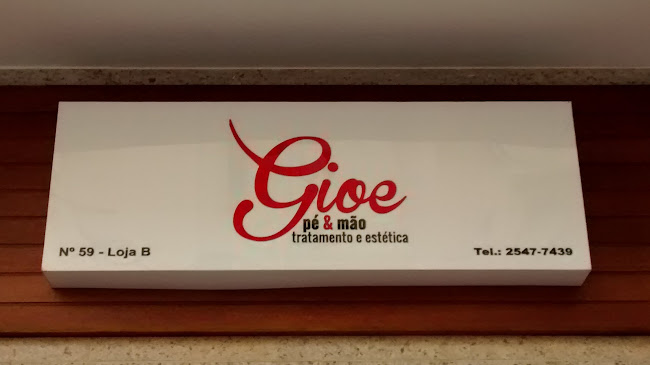 Gioe
pé & mão
tratamento e estética
Nº 59 - Loja B
Tel.: 2547-7439